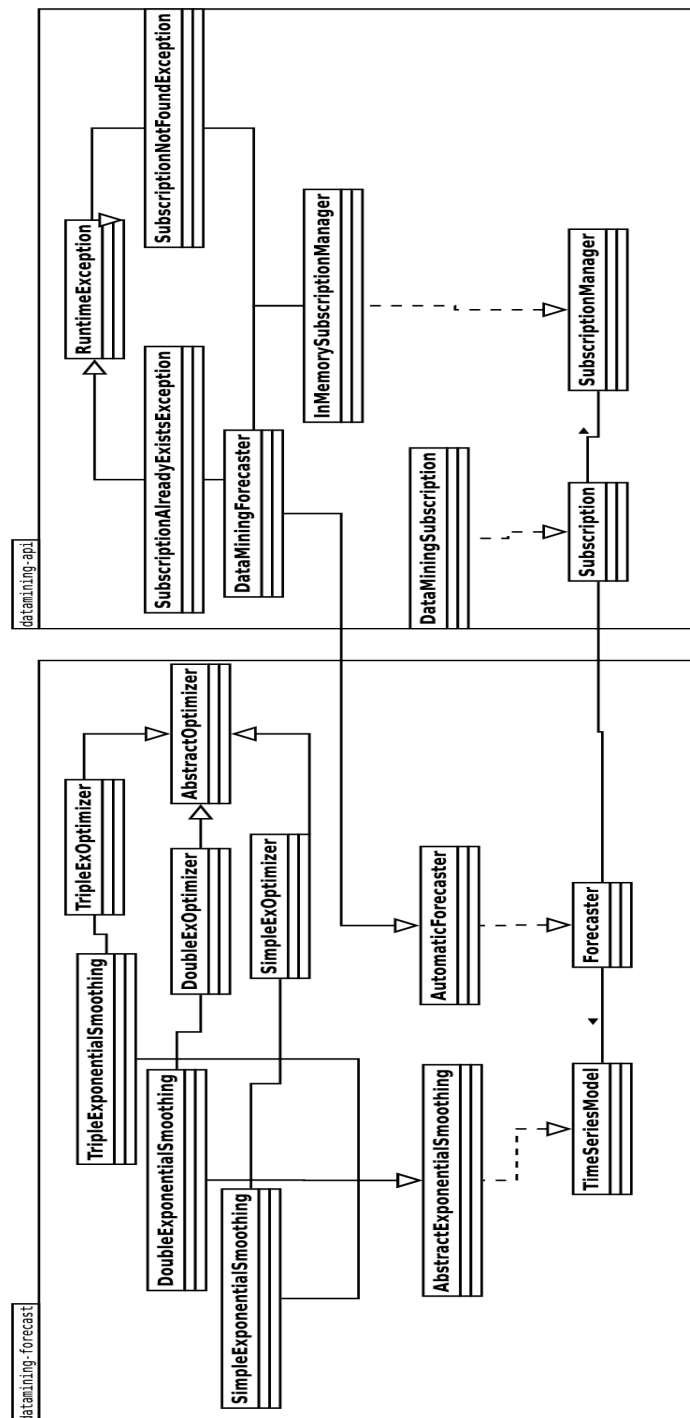 datamining-forecast
TripleExponentialSmoothing
TripleExOptimizer
DoubleExponentialSmoothing
DoubleExOptimizer
AbstractOptimizer
SimpleExponentialSmoothing
SimpleExOptimizer
AbstractExponentialSmoothing
AutomaticForecaster
TimeSeriesModel
Forecaster
datamining-api
RuntimeException
SubscriptionAlreadyExistsException
SubscriptionNotFoundException
DataMiningForecaster
InMemorySubscriptionManager
DataMiningSubscription
Subscription
SubscriptionManager